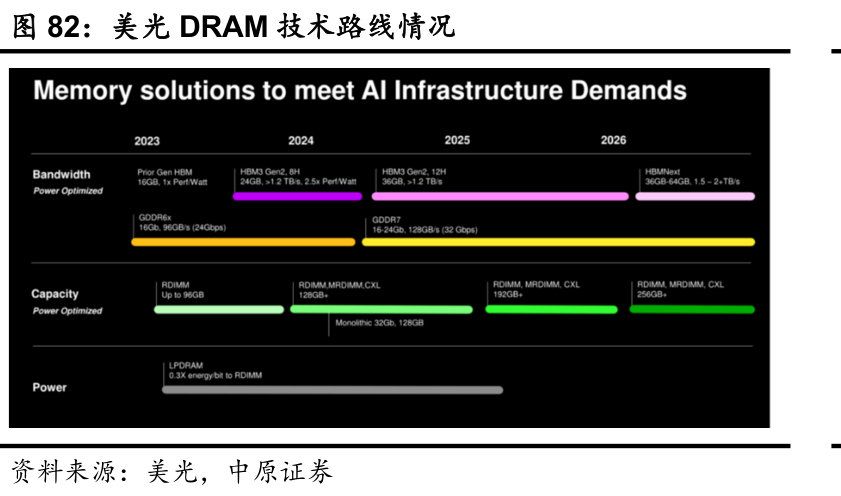 图 82：美光 DRAM 技术路线情况
Memory solutions to meet AI Infrastructure Demands
2023 2024 2025 2026
Bandwidth
Power Optimized
Prior Gen HBM
16GB, 1x Perf/Watt
HBM3 Gen2, 8H
24GB, >1.2 TB/s, 2.5x Perf/Watt
HBM3 Gen2, 12H
36GB, >1.2 TB/s
HBMNext
36GB-64GB, 1.5 – 2+TB/s
GDDR6x
16Gb, 96GB/s (24Gbps)
GDDR7
16-24Gb, 128GB/s (32 Gbps)
Capacity
Power Optimized
RDIMM
Up to 96GB
RDIMM,MRDIMM,CXL
128GB+
Monolithic 32Gb, 128GB
RDIMM, MRDIMM, CXL
192GB+
RDIMM, MRDIMM, CXL
256GB+
Power
LPDRAM
0.3X energy/bit to RDIMM
资料来源：美光，中原证券